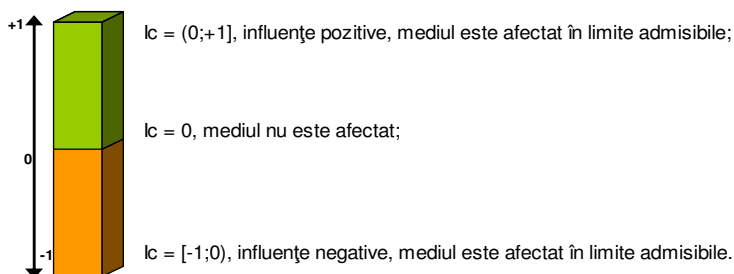 +1
Ic = (0;+1], influenţe pozitive, mediul este afectat în limite admisibile;
Ic = 0, mediul nu este afectat;
0
-1
Ic = [-1;0), influenţe negative, mediul este afectat în limite admisibile.